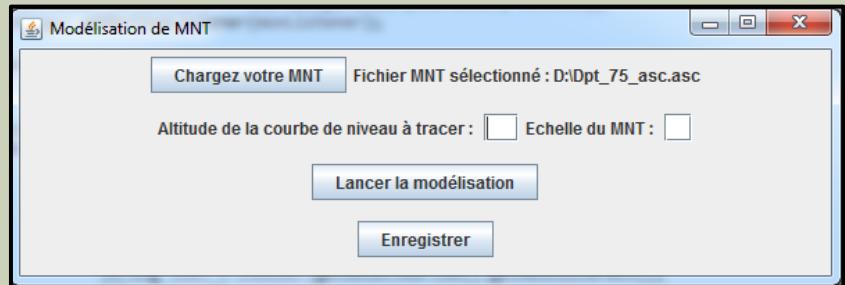 Modélisation de MNT
Chargez votre MNT Fichier MNT sélectionné : D:\Dpt_75_asc.asc
Altitude de la courbe de niveau à tracer : Echelle du MNT :
Lancer la modélisation
Enregistrer